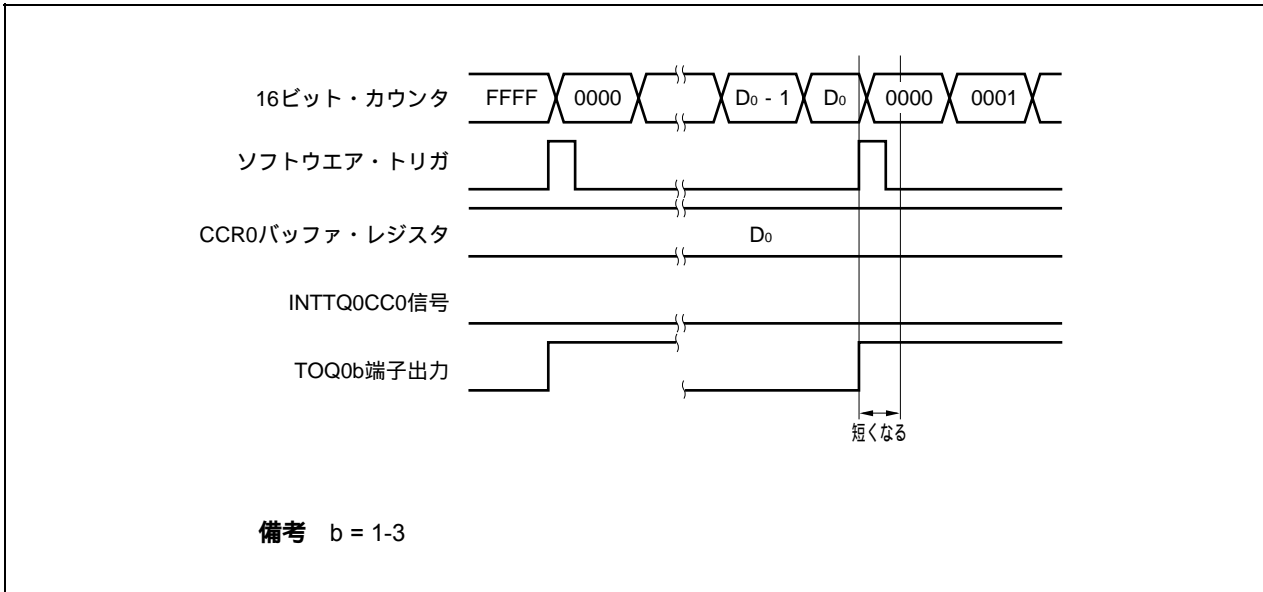 16ビット・カウンタ FFFF 0000 D0 - 1 D0 0000 0001
ソフトウエア・トリガ
CCR0バッファ・レジスタ D0
INTTQ0CC0信号
TOQ0b端子出力
短くなる
備考 b = 1-3